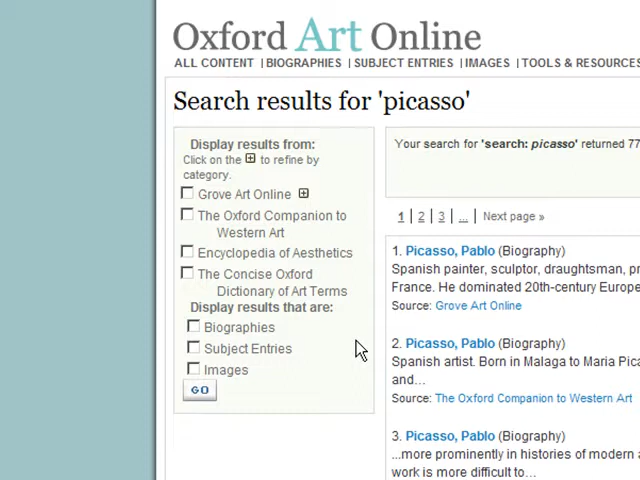 Oxford Art Online
ALL CONTENT | BIOGRAPHIES | SUBJECT ENTRIES | IMAGES | TOOLS & RESOURCES
Search results for 'picasso'
Display results from:
Click on the + to refine by
category.
Grove Art Online +
The Oxford Companion to
Western Art
Encyclopedia of Aesthetics
The Concise Oxford
Dictionary of Art Terms
Display results that are:
Biographies
Subject Entries
Images
GO
Your search for 'search: picasso' returned 77
1 | 2 | 3 | ... | Next page »
1. Picasso, Pablo (Biography)
Spanish painter, sculptor, draughtsman,
France. He dominated 20th-century Europe
Source: Grove Art Online
2. Picasso, Pablo (Biography)
Spanish artist. Born in Malaga to Maria
and...
Source: The Oxford Companion to Western Art
3. Picasso, Pablo (Biography)
...more prominently in histories of modern
work is more difficult to...